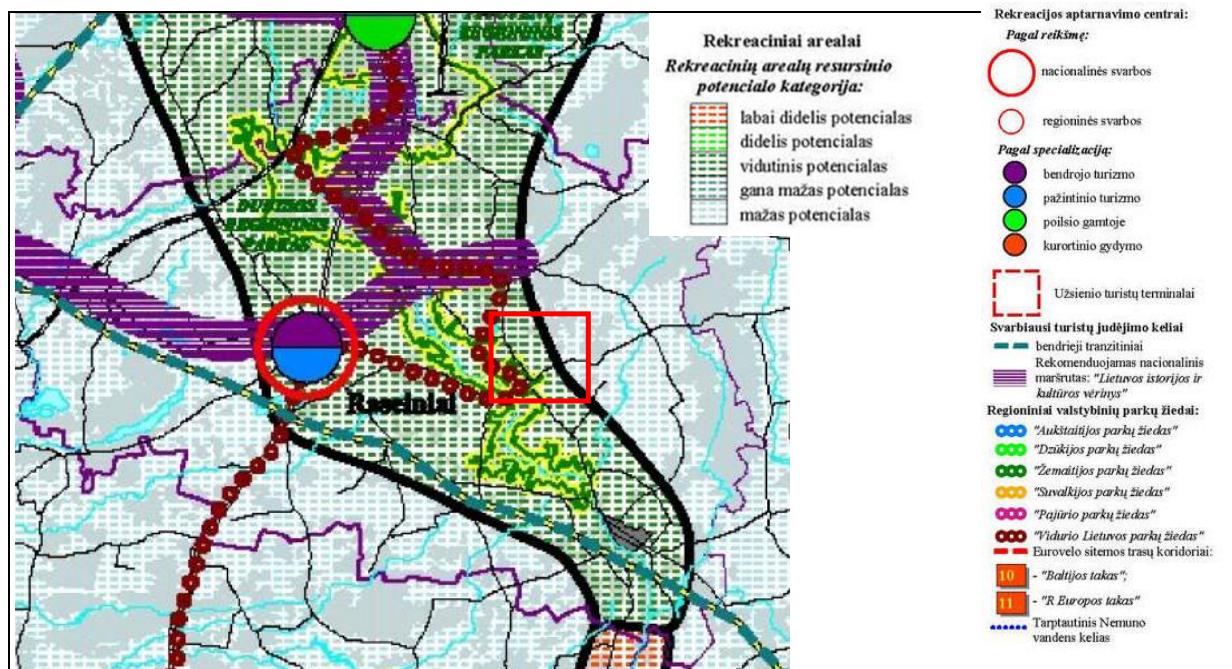 REGIONINIS
PARKAS
DUBYSOS
REGIONINIS
PARKAS
Raseiniai
Rekreaciniai arealai
Rekreacinių arealų resursinio
potencialo kategorija:
labai didelis potencialas
didelis potencialas
vidutinis potencialas
gana mažas potencialas
mažas potencialas
Rekreacijos aptarnavimo centrai:
Pagal reikšmę:
nacionalinės svarbos
regioninės svarbos
Pagal specializaciją:
bendrojo turizmo
pažintinio turizmo
poilsio gamtoje
kurortinio gydymo
Užsienio turistų terminalai
Svarbiausi turistų judėjimo keliai
bendrieji tranzitiniai
Rekomenduojamas nacionalinis
maršrutas: "Lietuvos istorijos ir
kultūros vėrinys"
Regioniniai valstybinių parkų žiedai:
"Aukštaitijos parkų žiedas"
"Dzūkijos parkų žiedas"
"Žemaitijos parkų žiedas"
"Suvalkijos parkų žiedas"
"Pajūrio parkų žiedas"
"Vidurio Lietuvos parkų žiedas"
Eurovelo sitemos trasų koridoriai:
10 - "Baltijos takas";
11 - "R Europos takas"
Tarptautinis Nemuno
vandens kelias